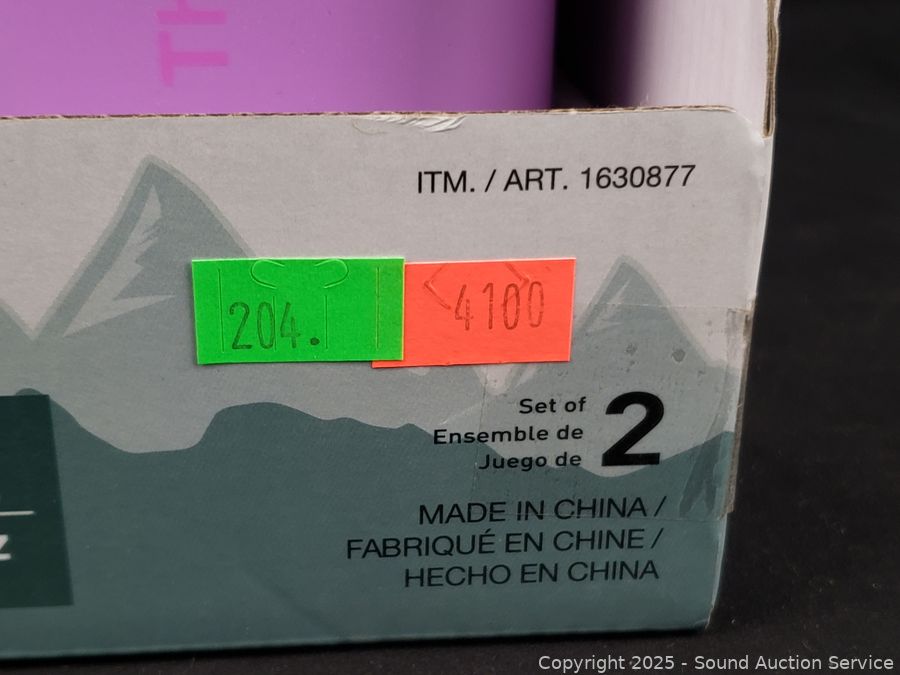 TH
ITM. / ART. 1630877
204.
4100
Set of
Ensemble de
Juego de
2
MADE IN CHINA /
FABRIQUÉ EN CHINE /
HECHO EN CHINA
Z
Copyright 2025 - Sound Auction Service